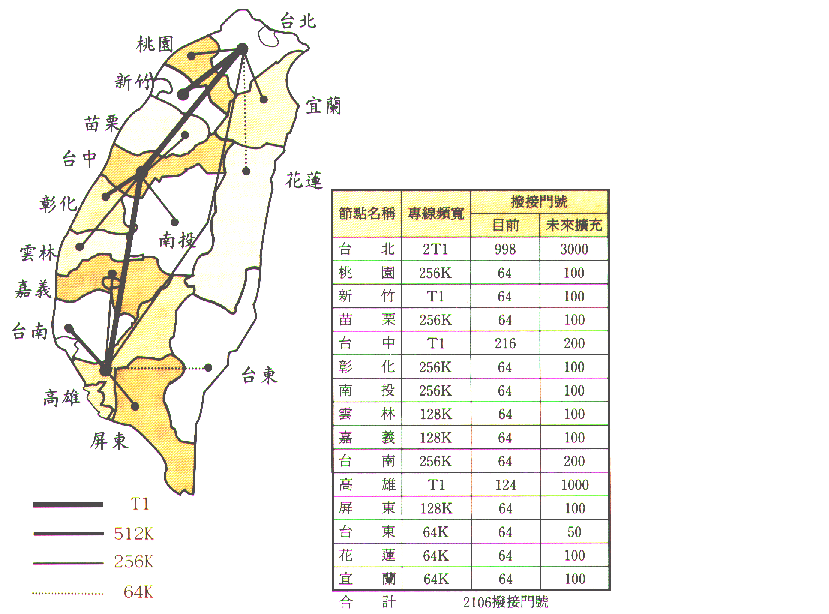 台北
桃園
新竹
宜蘭
苗栗
台中
花蓮
彰化
南投
雲林
嘉義
台南
台東
高雄
屏東
T1
512K
256K
64K
節點名稱 專線頻寬 撥接門號
目前 未來擴充
台北 2T1 998 3000
桃園 256K 64 100
新竹 T1 64 100
苗栗 256K 64 100
台中 T1 216 200
彰化 256K 64 100
南投 256K 64 100
雲林 128K 64 100
嘉義 128K 64 100
台南 256K 64 200
高雄 T1 124 1000
屏東 128K 64 100
台東 64K 64 50
花蓮 64K 64 100
宜蘭 64K 64 100
合計 2106撥接門號